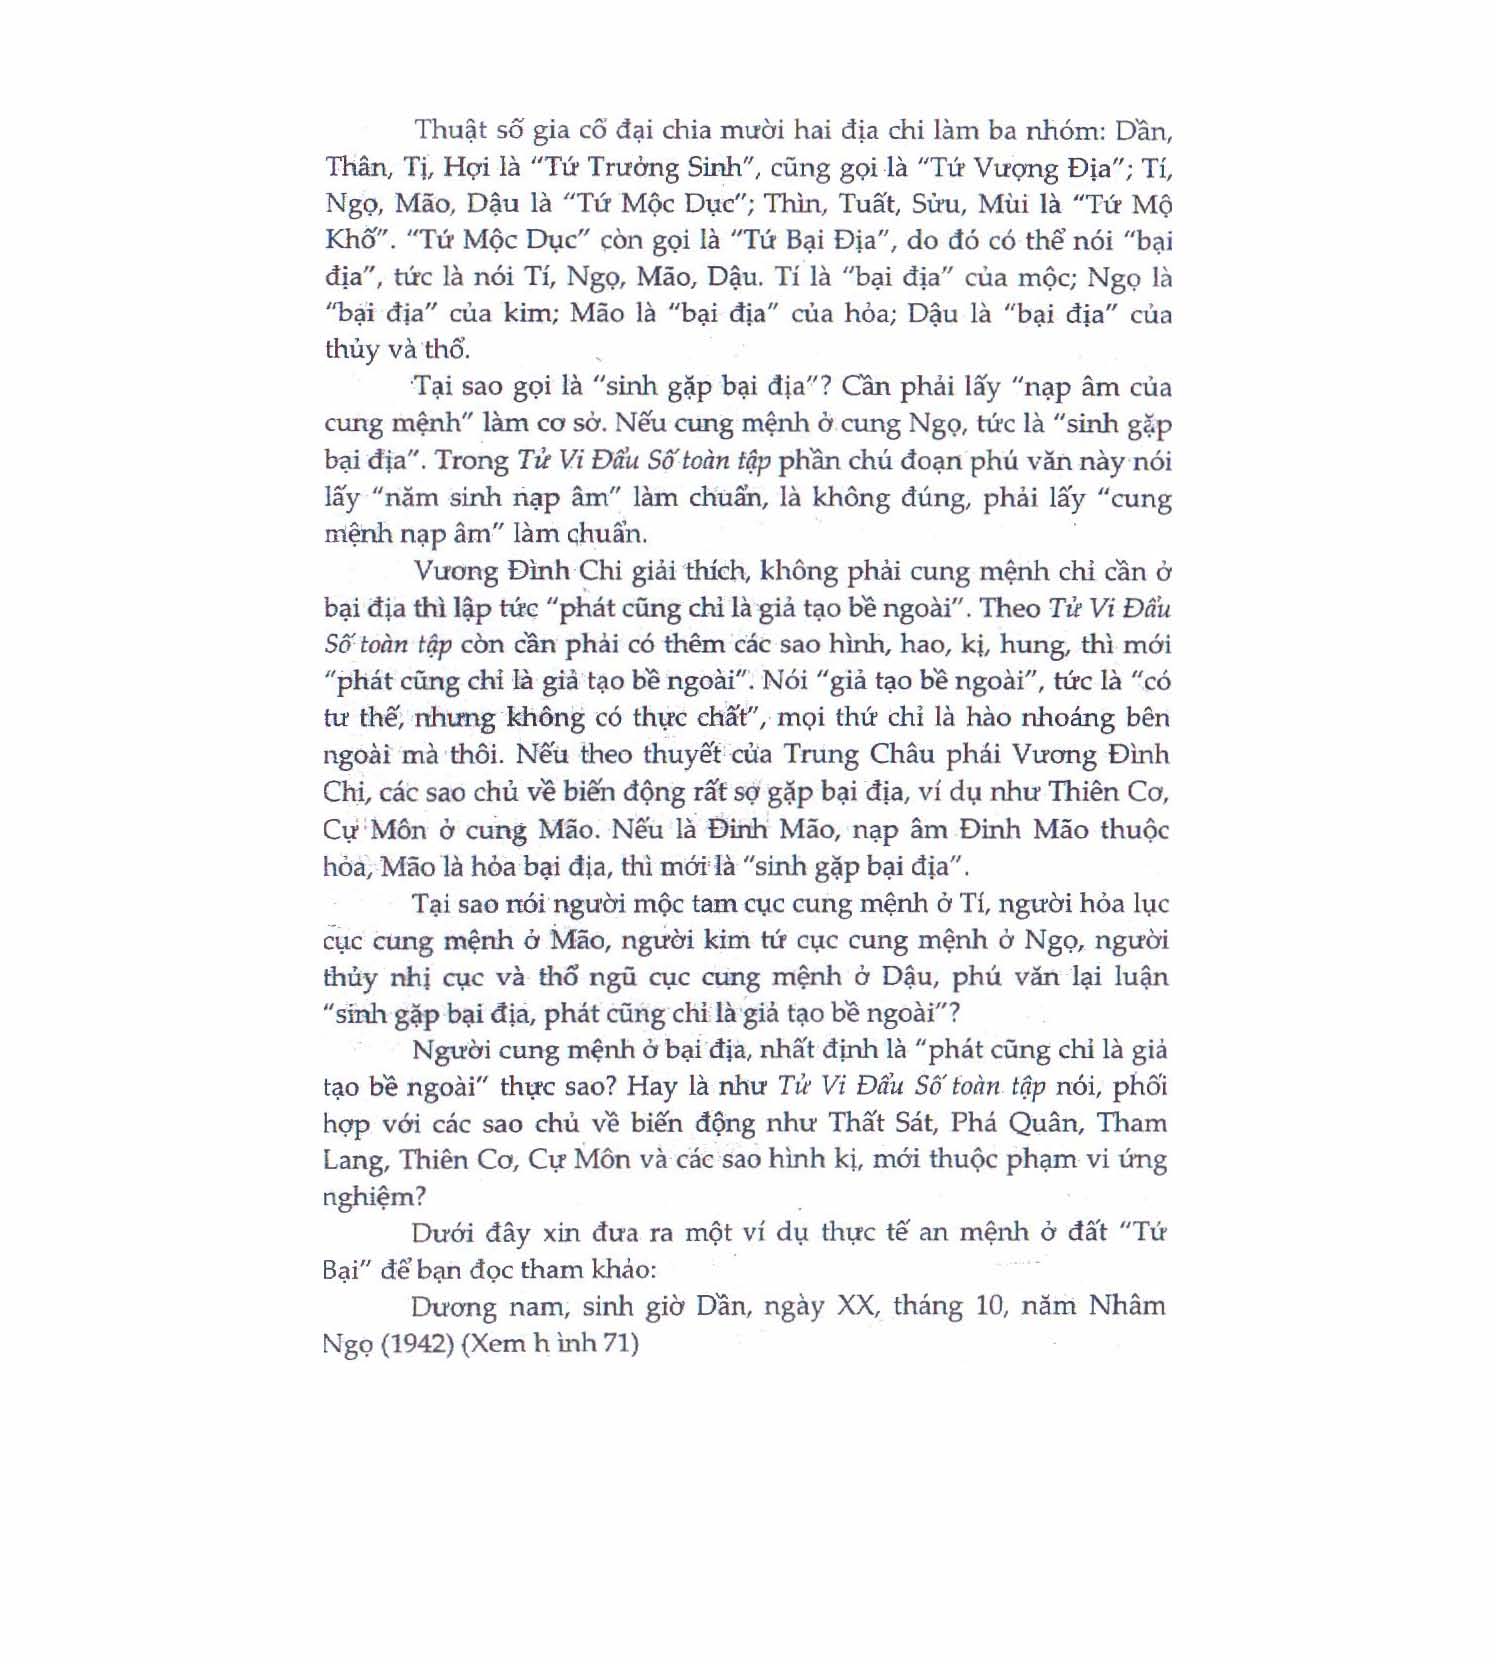 Thuật số gia cổ đại chia mười hai địa chi làm ba nhóm: Dần,
Thân, Tị, Hợi là "Tứ Trưởng Sinh", cũng gọi là "Tứ Vượng Địa"; Tí,
Ngọ, Mão, Dậu là "Tứ Mộc Dục"; Thìn, Tuất, Sửu, Mùi là "Tứ Mộ
Khố". "Tứ Mộc Dục" còn gọi là "Tứ Bại Địa", do đó có thể nói "bại
địa", tức là nói Tí, Ngọ, Mão, Dậu. Tí là "bại địa" của mộc; Ngọ là
"bại địa" của kim; Mão là "bại địa" của hỏa; Dậu là "bại địa" của
thủy và thổ.
Tại sao gọi là "sinh gặp bại địa"? Cần phải lấy "nạp âm của
cung mệnh" làm cơ sở. Nếu cung mệnh ở cung Ngọ, tức là "sinh gặp
bại địa". Trong Tử Vi Đẩu Số toàn tập phần chú đoạn phú văn này nói
lấy "năm sinh nạp âm" làm chuẩn, là không đúng, phải lấy "cung
mệnh nạp âm" làm chuẩn.
Vương Đình Chi giải thích, không phải cung mệnh chỉ cần ở
bại địa thì lập tức "phát cũng chỉ là giả tạo bề ngoài". Theo Tử Vi Đẩu
Số toàn tập còn cần phải có thêm các sao hình, hao, kị, hung, thì mới
"phát cũng chỉ là giả tạo bề ngoài". Nói "giả tạo bề ngoài", tức là "có
tư thế, nhưng không có thực chất", mọi thứ chỉ là hào nhoáng bên
ngoài mà thôi. Nếu theo thuyết của Trung Châu phái Vương Đình
Chi, các sao chủ về biến động rất sợ gặp bại địa, ví dụ như Thiên Cơ,
Cự Môn ở cung Mão. Nếu là Đinh Mão, nạp âm Đinh Mão thuộc
hỏa, Mão là hỏa bại địa, thì mới là "sinh gặp bại địa".
Tại sao nói người mộc tam cục cung mệnh ở Tí, người hỏa lục
cục cung mệnh ở Mão, người kim tứ cục cung mệnh ở Ngọ, người
thủy nhị cục và thổ ngũ cục cung mệnh ở Dậu, phú văn lại luận
"sinh gặp bại địa, phát cũng chỉ là giả tạo bề ngoài"?
Người cung mệnh ở bại địa, nhất định là "phát cũng chỉ là giả
tạo bề ngoài" thực sao? Hay là như Tử Vi Đẩu Số toàn tập nói, phối
hợp với các sao chủ về biến động như Thất Sát, Phá Quân, Tham
Lang, Thiên Cơ, Cự Môn và các sao hình kị, mới thuộc phạm vi ứng
nghiệm?
Dưới đây xin đưa ra một ví dụ thực tế an mệnh ở đất "Tứ
Bại" để bạn đọc tham khảo:
Dương nam, sinh giờ Dần, ngày XX, tháng 10, năm Nhâm
Ngọ (1942) (Xem h ình 71)